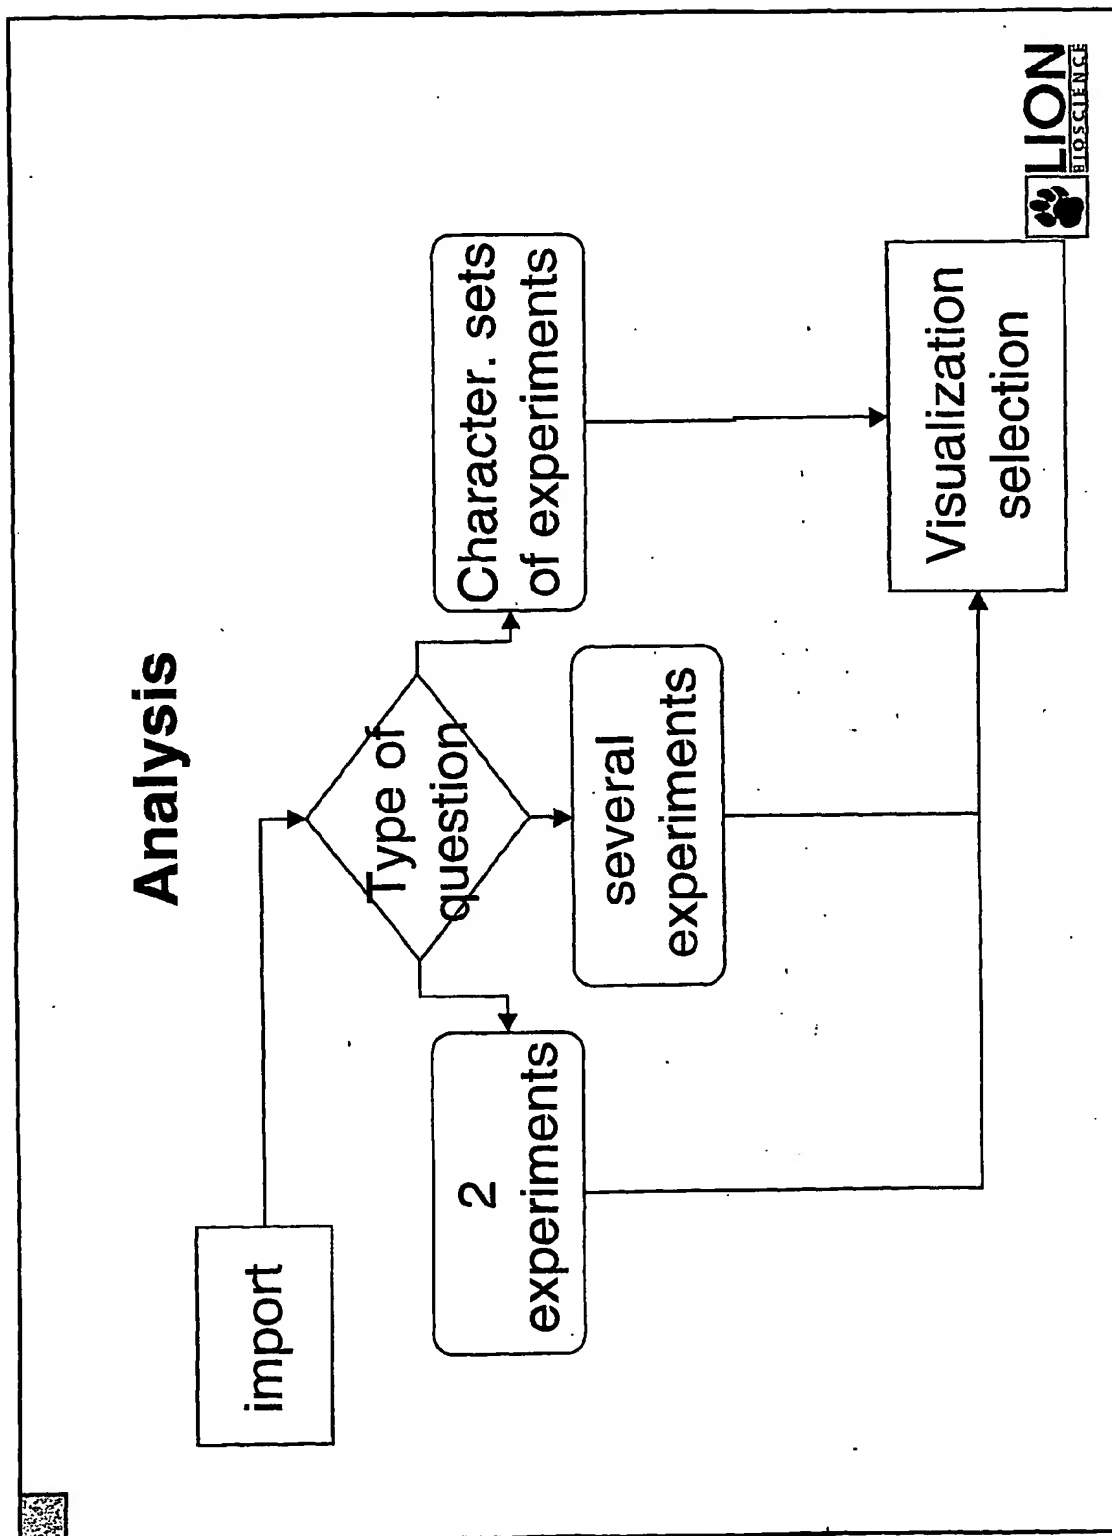 Analysis
import
Type of
question
2
experiments
several
experiments
Character. sets
of experiments
Visualization
selection
LION
BIOSCIENCE